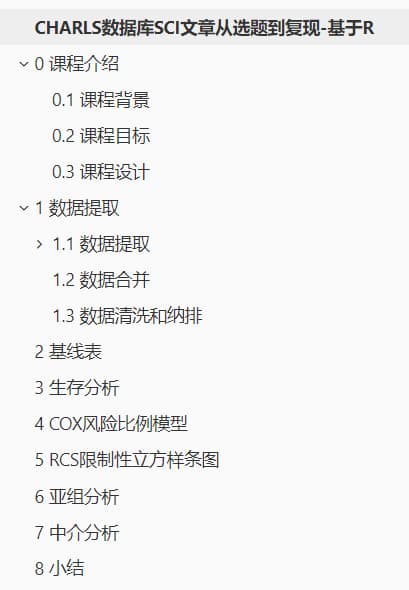 CHARLS数据库SCI文章从选题到复现-基于R
0 课程介绍
0.1 课程背景
0.2 课程目标
0.3 课程设计
1 数据提取
1.1 数据提取
1.2 数据合并
1.3 数据清洗和纳排
2 基线表
3 生存分析
4 COX风险比例模型
5 RCS限制性立方样条图
6 亚组分析
7 中介分析
8 小结